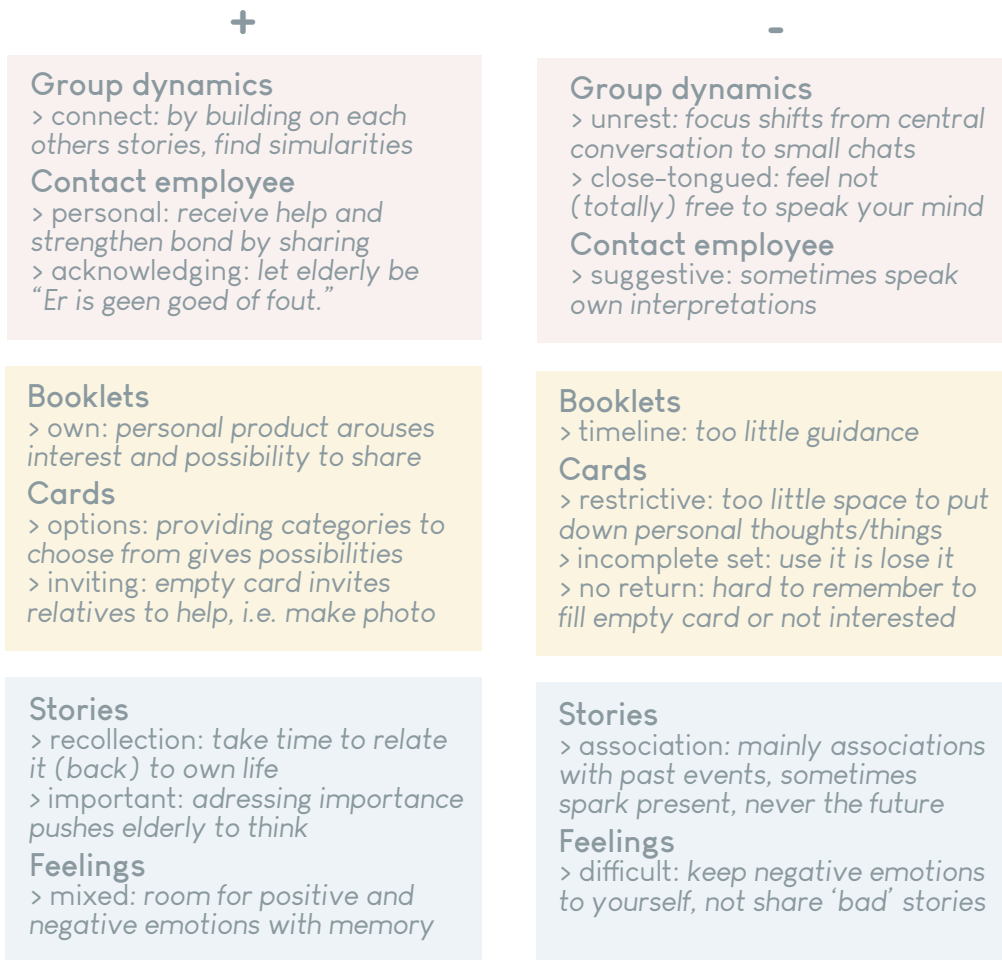 +
Group dynamics
> connect: by building on each
others stories, find simularities
Contact employee
> personal: receive help and
strengthen bond by sharing
> acknowledging: let elderly be
“Er is geen goed of fout.”
Booklets
> own: personal product arouses
interest and possibility to share
Cards
> options: providing categories to
choose from gives possibilities
> inviting: empty card invites
relatives to help, i.e. make photo
Stories
> recollection: take time to relate
it (back) to own life
> important: adressing importance
pushes elderly to think
Feelings
> mixed: room for positive and
negative emotions with memory
-
Group dynamics
> unrest: focus shifts from central
conversation to small chats
> close-tongued: feel not
(totally) free to speak your mind
Contact employee
> suggestive: sometimes speak
own interpretations
Booklets
> timeline: too little guidance
Cards
> restrictive: too little space to put
down personal thoughts/things
> incomplete set: use it is lose it
> no return: hard to remember to
fill empty card or not interested
Stories
> association: mainly associations
with past events, sometimes
spark present, never the future
Feelings
> difficult: keep negative emotions
to yourself, not share ‘bad’ stories